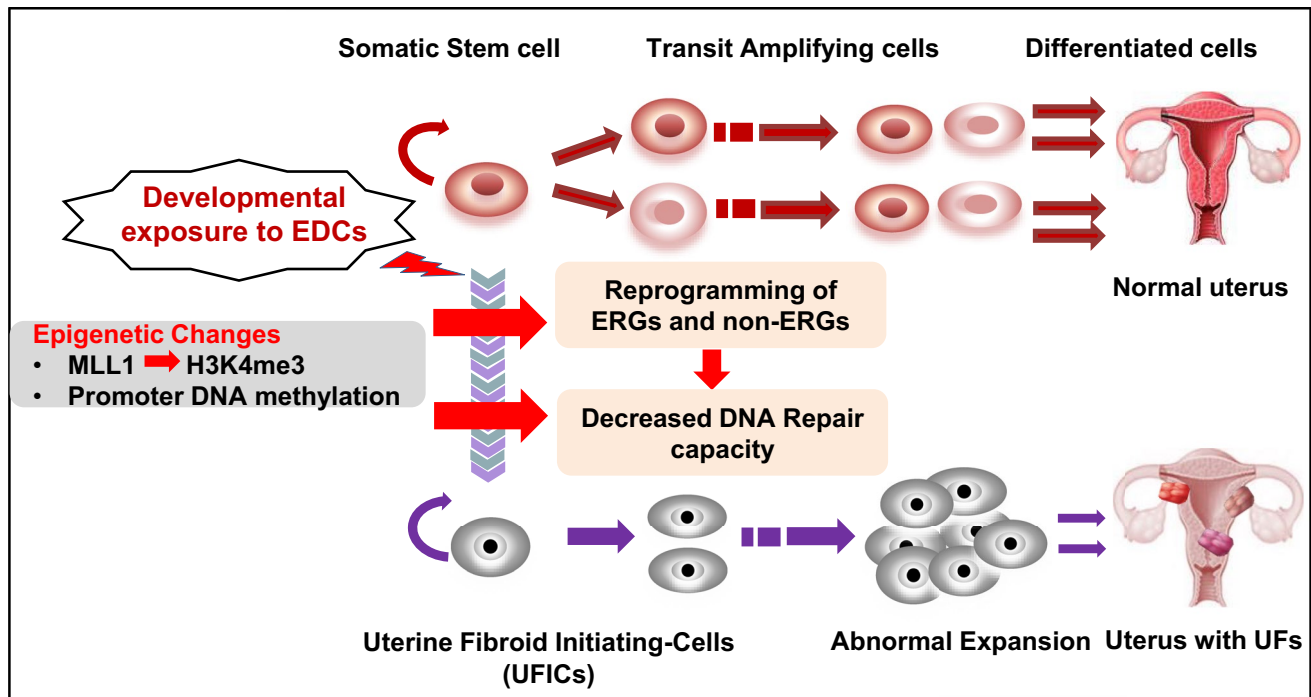 Somatic Stem cell
Transit Amplifying cells
Differentiated cells
Developmental
exposure to EDCs
Normal uterus
Epigenetic Changes
• MLL1 H3K4me3
• Promoter DNA methylation
Reprogramming of
ERGs and non-ERGs
Decreased DNA Repair
capacity
Uterine Fibroid Initiating-Cells
(UFICs)
Abnormal Expansion
Uterus with UFs